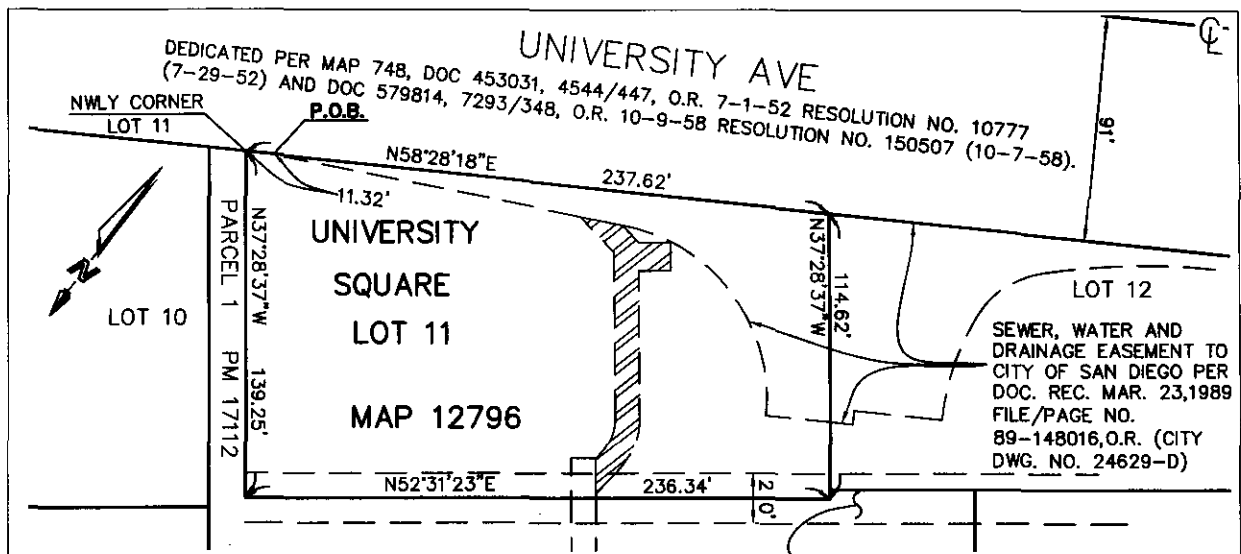 UNIVERSITY AVE
DEDICATED PER MAP 748, DOC 453031, 4544/447, O.R. 7-1-52 RESOLUTION NO. 10777
(7-29-52) AND DOC 579814, 7293/348, O.R. 10-9-58 RESOLUTION NO. 150507 (10-7-58).
NWLY CORNER
LOT 11
P.O.B.
N58°28'18"E
237.62'
11.32'
91'
CL
N
LOT 10
PARCEL 1 PM 17112
N37°28'37"W 139.25'
UNIVERSITY
SQUARE
LOT 11
MAP 12796
N37°28'37"W
114.62'
LOT 12
SEWER, WATER AND
DRAINAGE EASEMENT TO
CITY OF SAN DIEGO PER
DOC. REC. MAR. 23,1989
FILE/PAGE NO.
89-148016,O.R. (CITY
DWG. NO. 24629-D)
N52°31'23"E
236.34'
20'